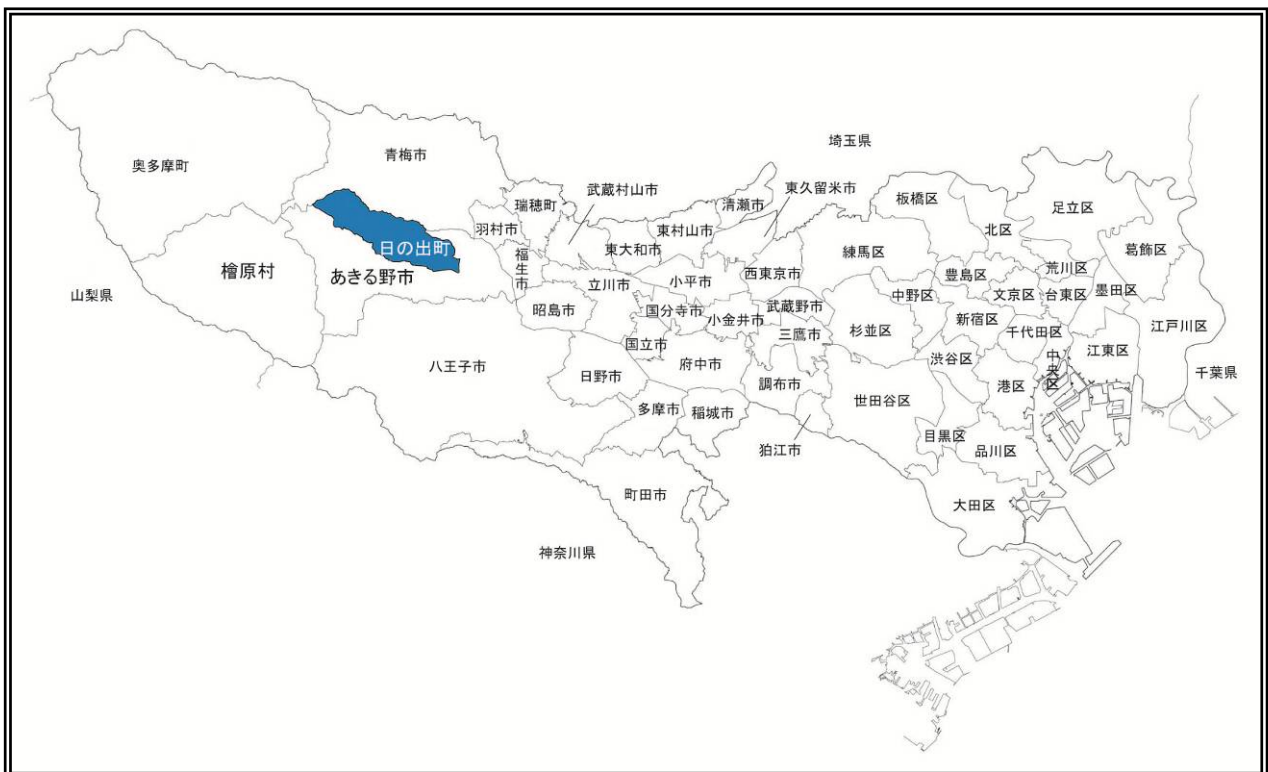 埼玉県
奥多摩町
青梅市
武蔵村山市
東久留米市
清瀬市
板橋区
瑞穂町
足立区
羽村市
東村山市
北区
日の出町
東大和市
練馬区
葛飾区
檜原村
あきる野市
福生市
西東京市
豊島区
荒川区
山梨県
立川市
小平市
中野区
文京区
台東区
墨田区
昭島市
国分寺市
小金井市
武蔵野市
杉並区
新宿区
千代田区
江戸川区
国立市
三鷹市
渋谷区
中央区
江東区
八王子市
日野市
府中市
調布市
港区
千葉県
多摩市
稲城市
世田谷区
目黒区
品川区
狛江市
町田市
大田区
神奈川県